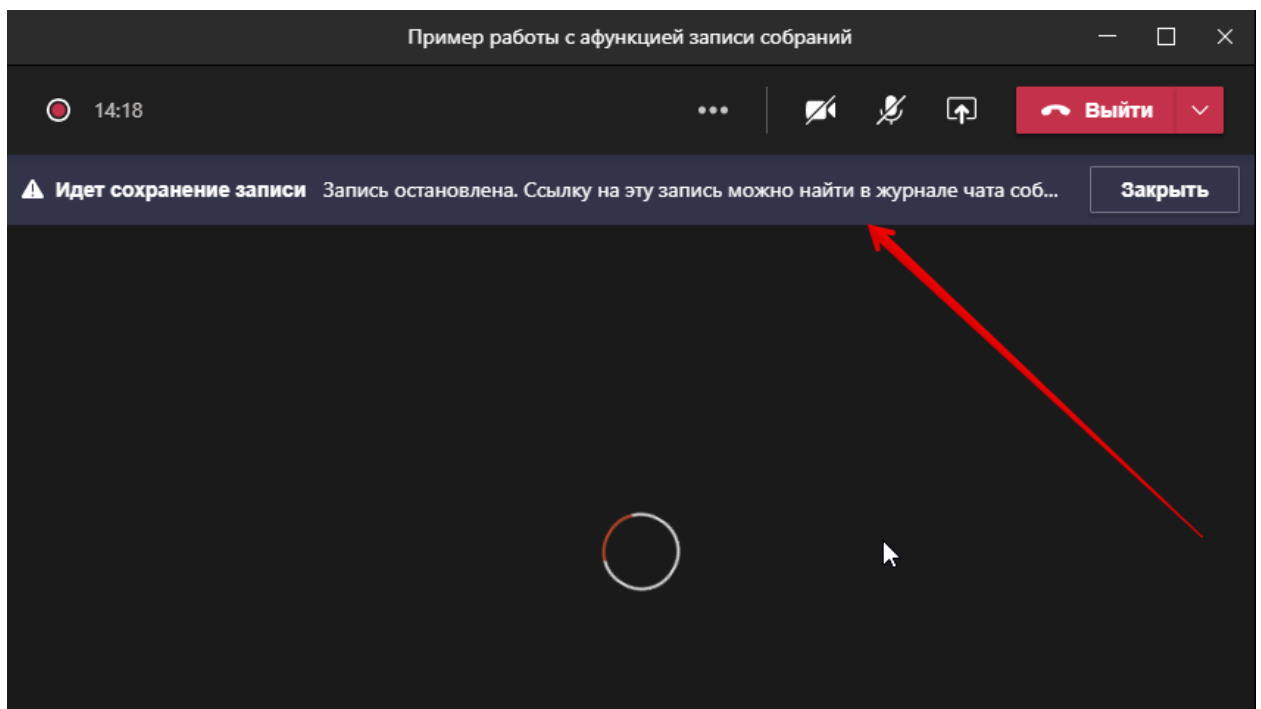 Пример работы с афункцией записи собраний
14:18
Выйти
Идет сохранение записи Запись остановлена. Ссылку на эту запись можно найти в журнале чата соб...
Закрыть